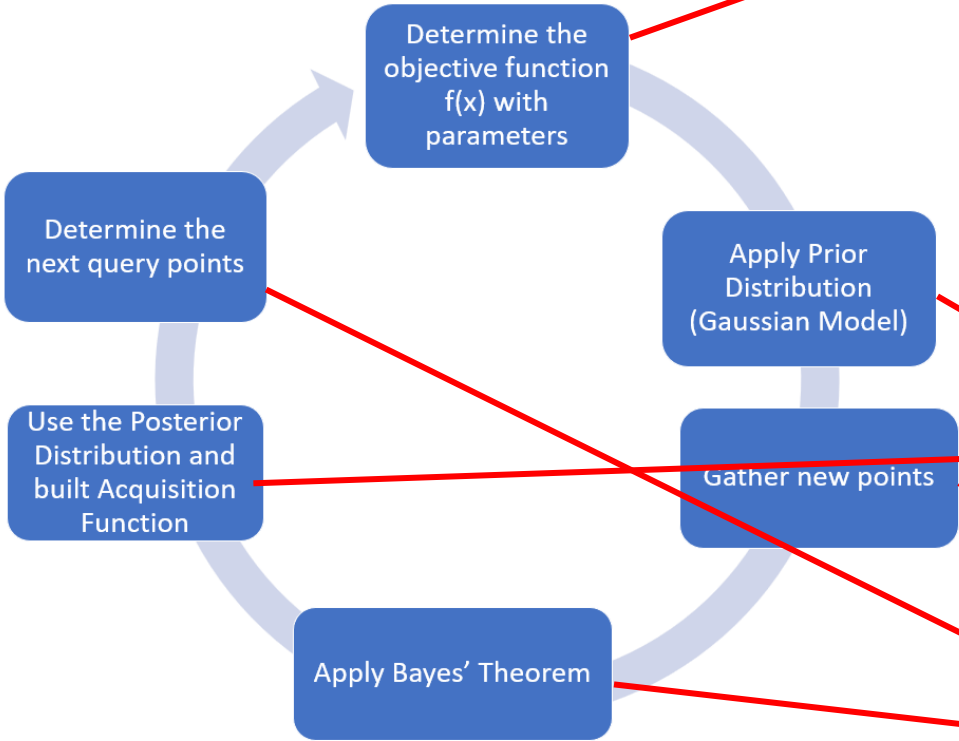 Determine the
objective function
f(x) with
parameters
Apply Prior
Distribution
(Gaussian Model)
Gather new points
Apply Bayes’ Theorem
Use the Posterior
Distribution and
built Acquisition
Function
Determine the
next query points